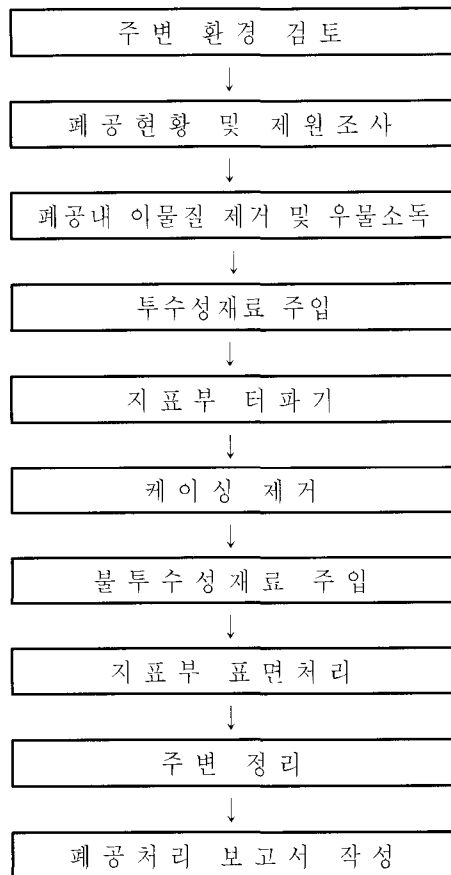 주변 환경 검토
↓
폐공현황 및 제원조사
↓
폐공내 이물질 제거 및 우물소독
↓
투수성재료 주입
↓
지표부 터파기
↓
케이싱 제거
↓
불투수성재료 주입
↓
지표부 표면처리
↓
주변 정리
↓
폐공처리 보고서 작성